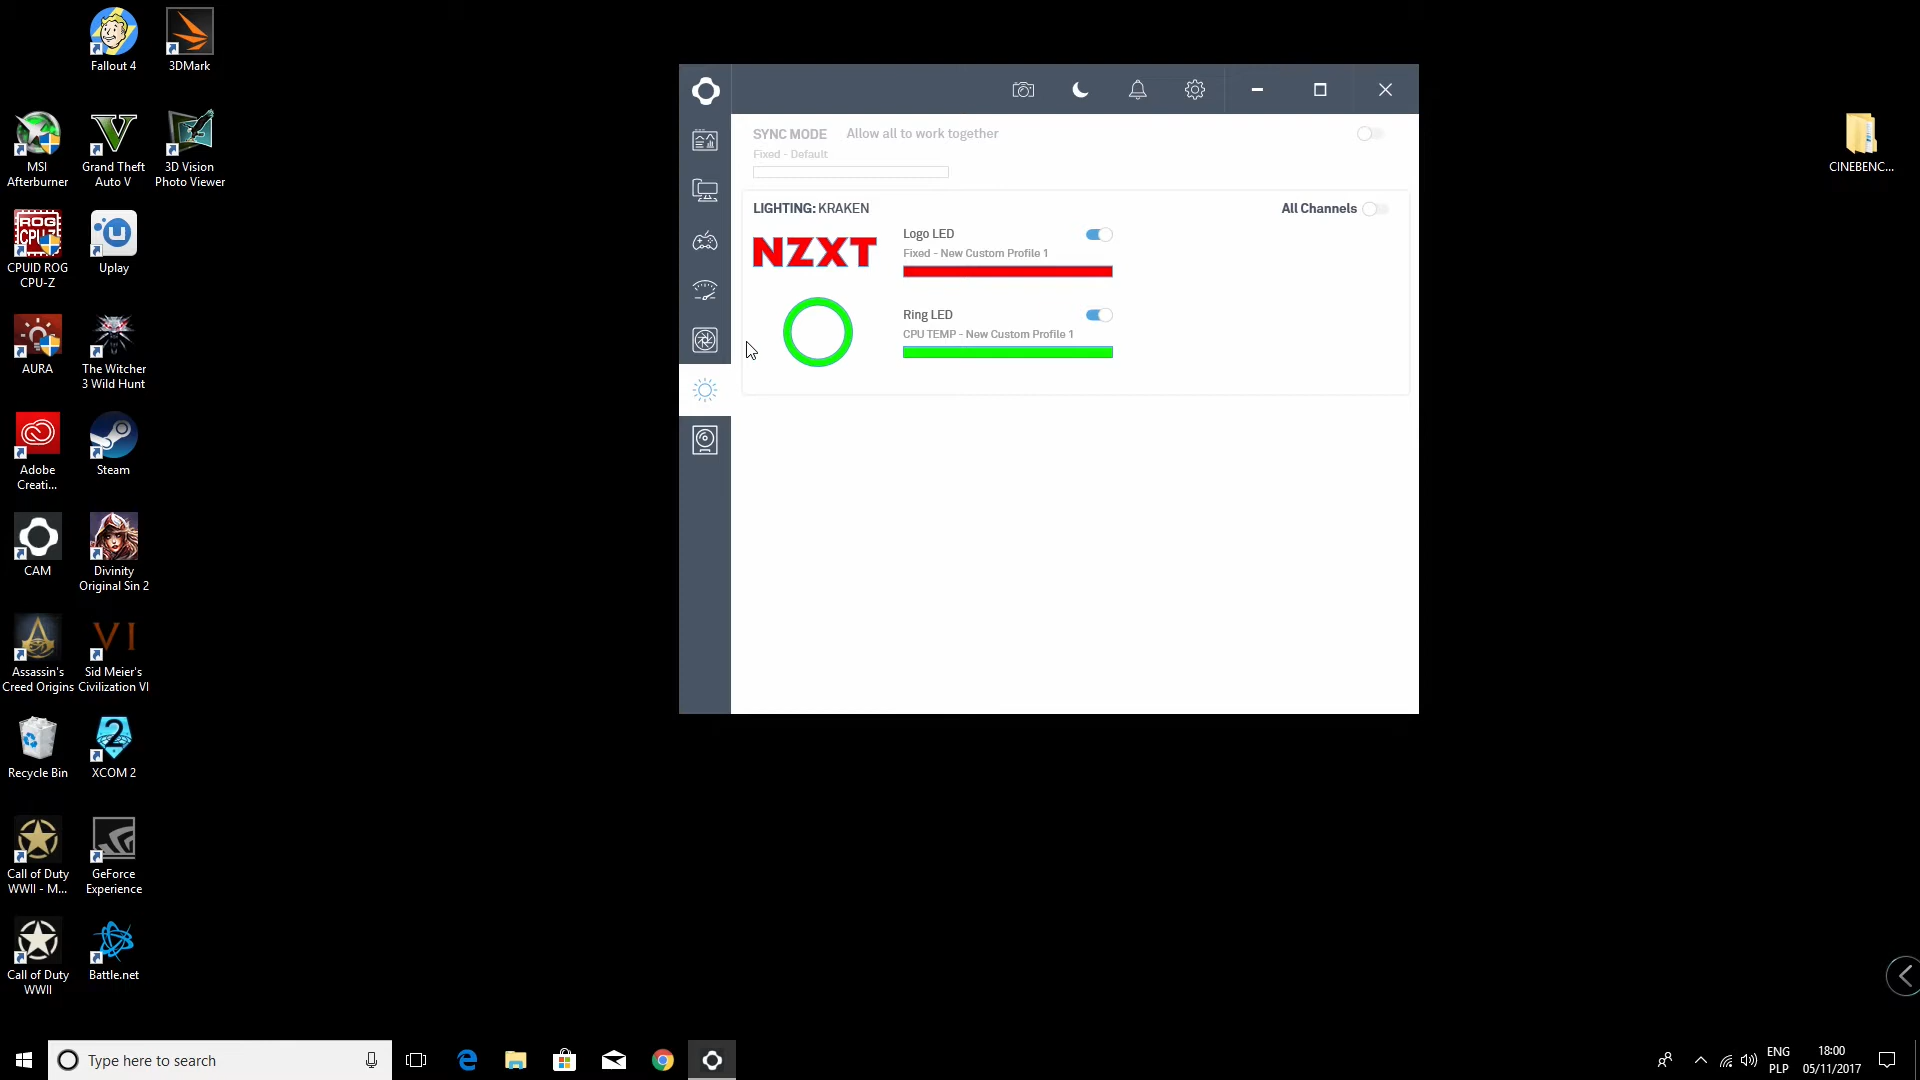 Fallout 4
3DMark
MSI
Afterburner
Grand Theft
Auto V
3D Vision
Photo Viewer
ROG
CPU-Z
CPUID ROG
CPU-Z
Uplay
AURA
The Witcher
3 Wild Hunt
Adobe
Creati...
Steam
CAM
Divinity
Original Sin 2
VI
Assassin's
Creed Origins
Sid Meier's
Civilization VI
Recycle Bin
2
XCOM 2
Call of Duty
WWII - M...
GeForce
Experience
Call of Duty
WWII
Battle.net
SYNC MODE Allow all to work together
Fixed - Default
LIGHTING: KRAKEN
All Channels
NZXT
Logo LED
Fixed - New Custom Profile 1
Ring LED
CPU TEMP - New Custom Profile 1
CINEBENC...
Type here to search
ENG
PLP
18:00
05/11/2017